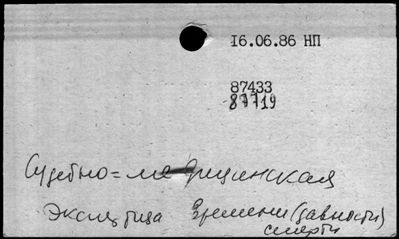 16.06.86 НП
87433
87719
Судебно=медицинская
Экспертиза времени (давности)
смерти